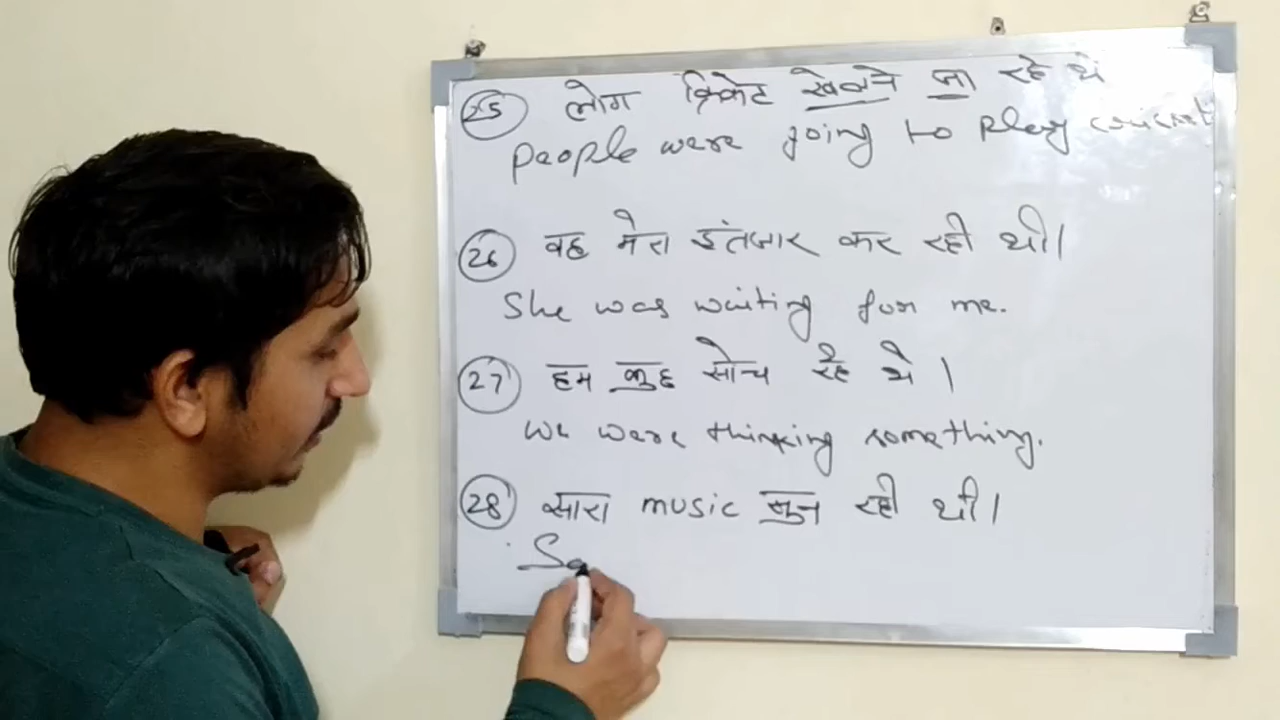 25 लोग क्रिकेट खेलने जा रहे थे
People were going to play cricket
26 वह मेरा इंतजार कर रही थी।
She was waiting for me.
27 हम कुछ सोच रहे थे।
we were thinking something.
28 सारा music सुन रही थी।
Sa